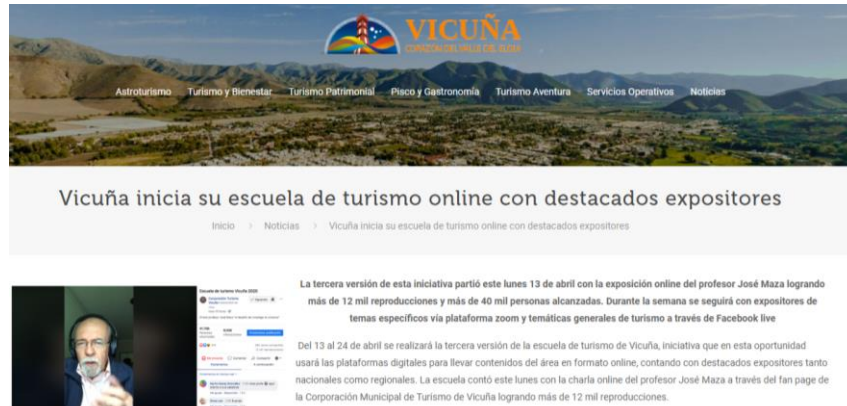 VICUÑA
CORAZÓN DEL VALLE DE ELQUI
Astroturismo Turismo y Bienestar Turismo Patrimonial Pisco y Gastronomía Turismo Aventura Servicios Operativos Noticias
Vicuña inicia su escuela de turismo online con destacados expositores
Inicio > Noticias > Vicuña inicia su escuela de turismo online con destacados expositores
La tercera versión de esta iniciativa partió este lunes 13 de abril con la exposición online del profesor José Maza logrando
más de 12 mil reproducciones y más de 40 mil personas alcanzadas. Durante la semana se seguirá con expositores de
temas específicos vía plataforma zoom y temáticas generales de turismo a través de Facebook live
Escuela de turismo Vicuña 2020
Del 13 al 24 de abril se realizará la tercera versión de la escuela de turismo de Vicuña, iniciativa que en esta oportunidad
usará las plataformas digitales para llevar contenidos del área en formato online, contando con destacados expositores tanto
nacionales como regionales. La escuela contó este lunes con la charla online del profesor José Maza a través del fan page de
la Corporación Municipal de Turismo de Vicuña logrando más de 12 mil reproducciones.